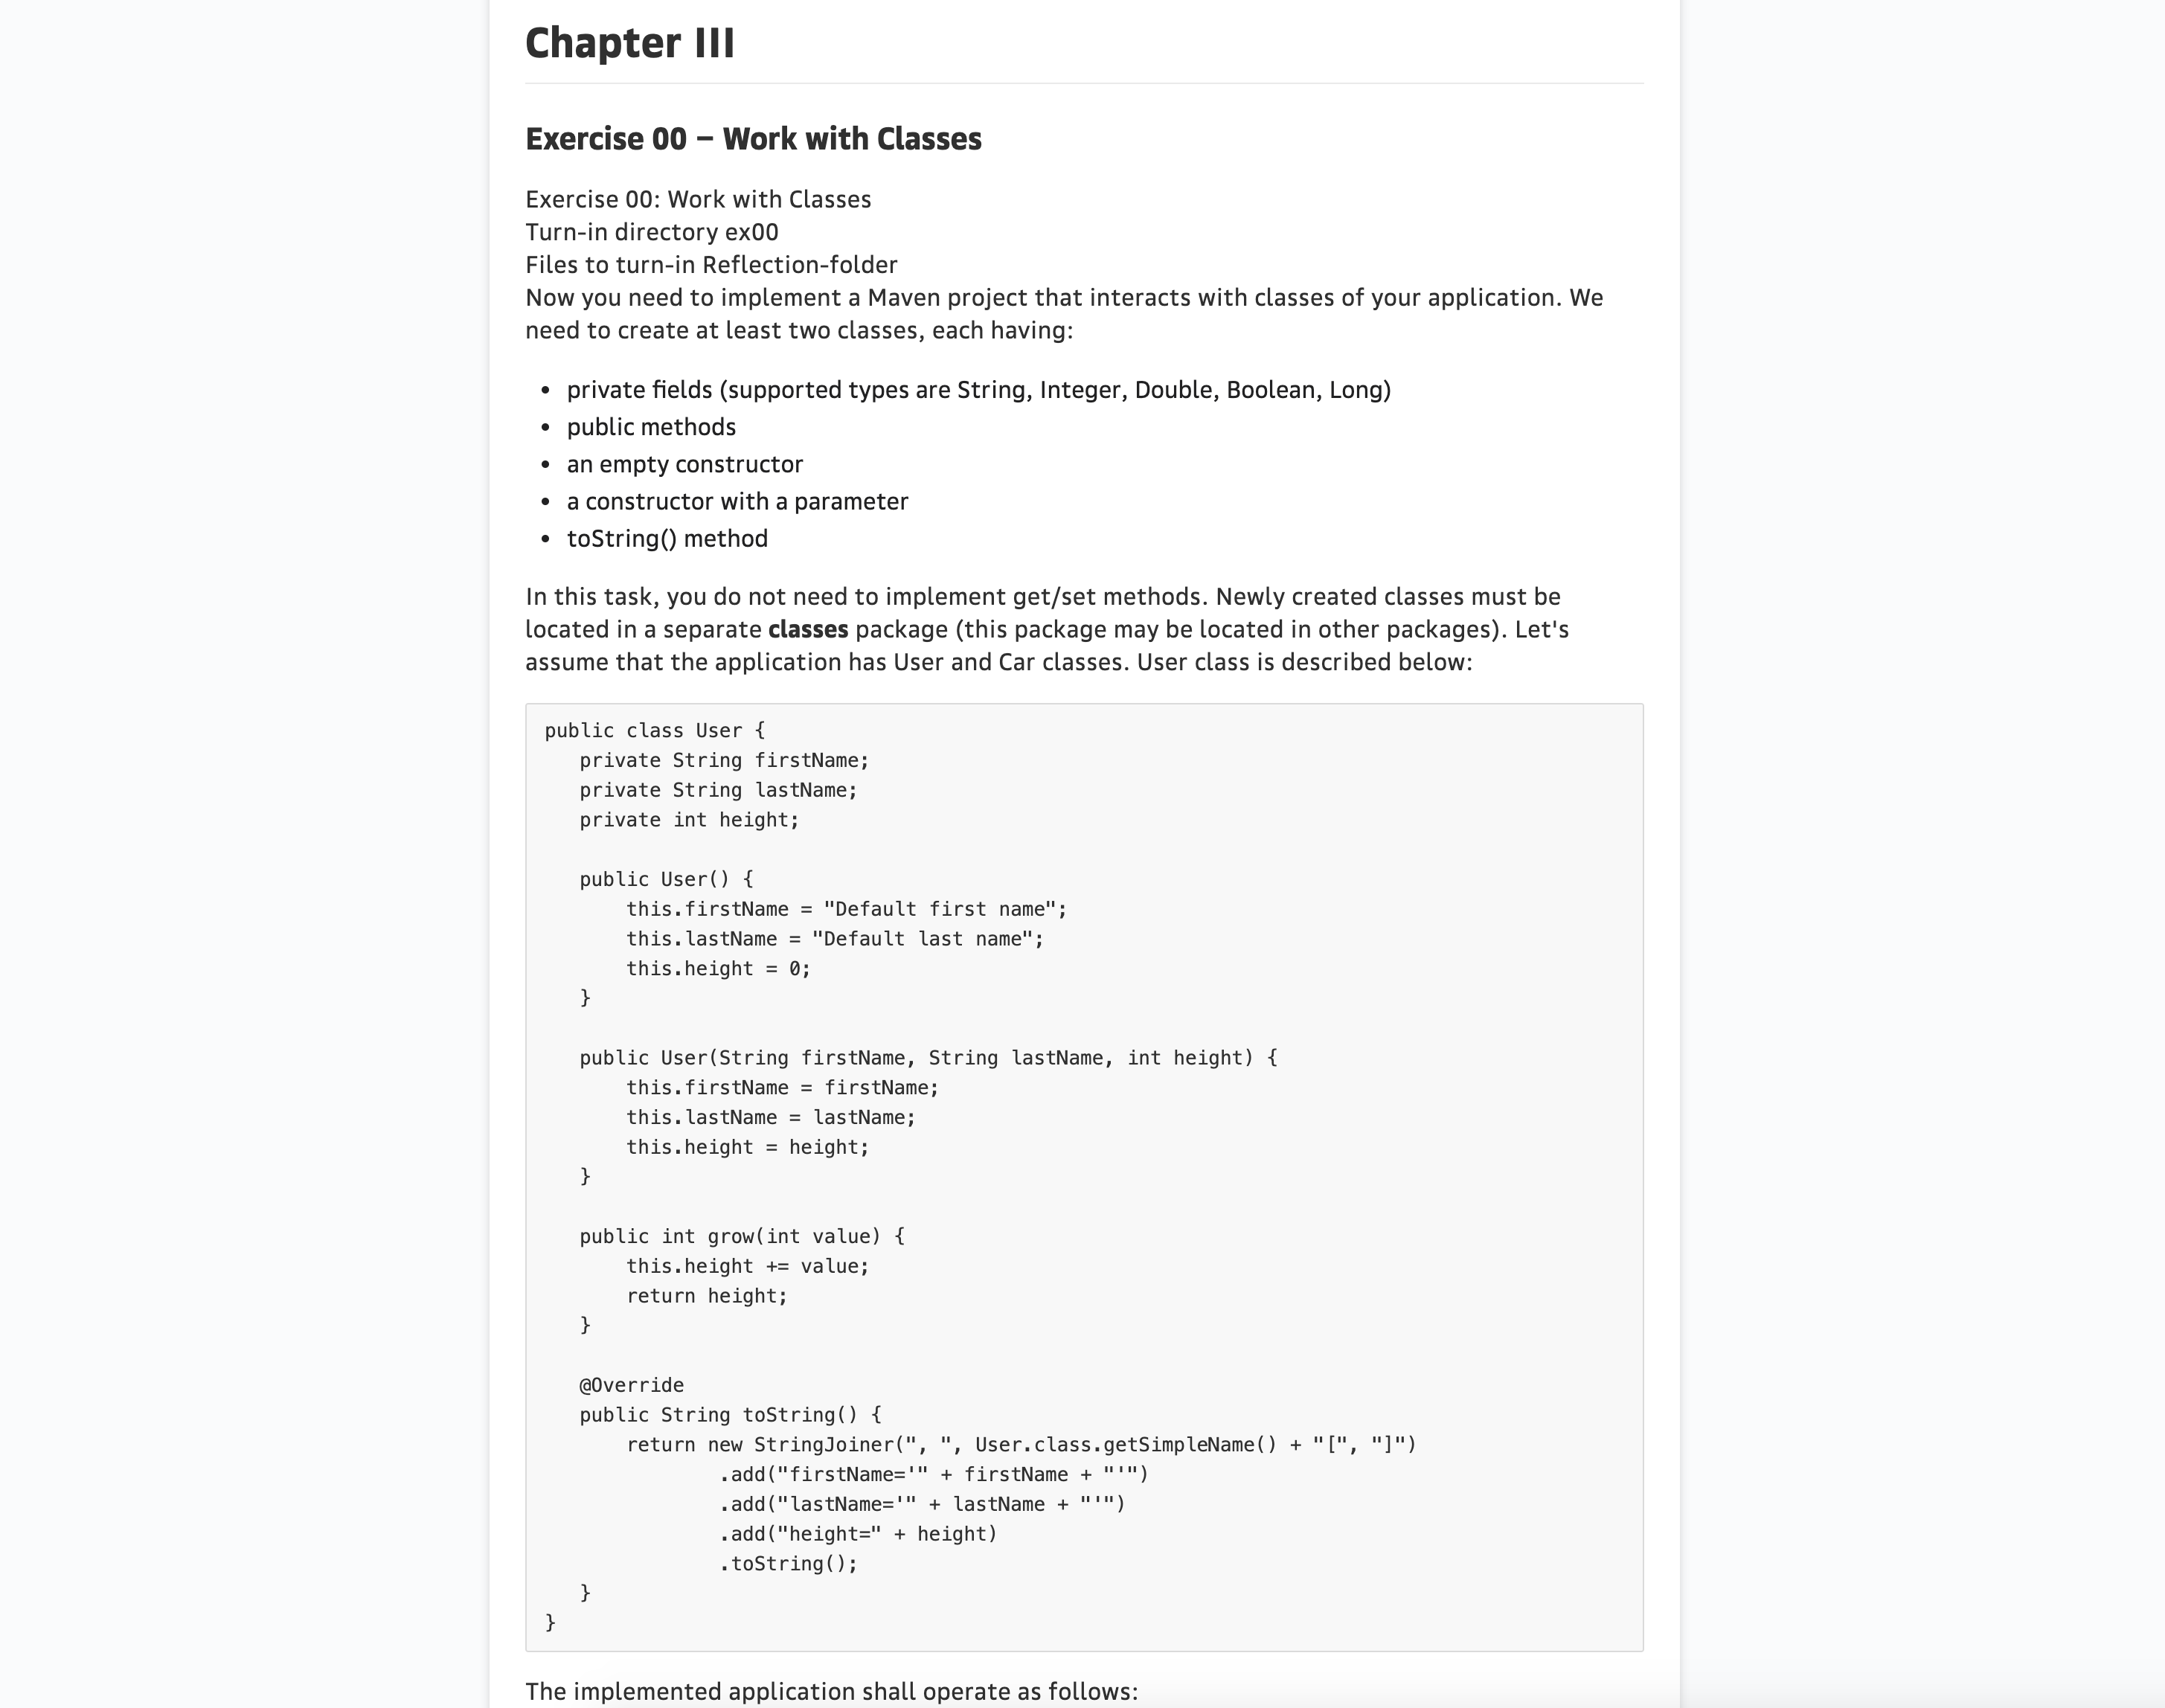 Chapter III
Exercise 00 – Work with Classes
Exercise 00: Work with Classes
Turn-in directory ex00
Files to turn-in Reflection-folder
Now you need to implement a Maven project that interacts with classes of your application. We
need to create at least two classes, each having:
• private fields (supported types are String, Integer, Double, Boolean, Long)
• public methods
• an empty constructor
• a constructor with a parameter
• toString() method
In this task, you do not need to implement get/set methods. Newly created classes must be
located in a separate classes package (this package may be located in other packages). Let's
assume that the application has User and Car classes. User class is described below:
public class User {
   private String firstName;
   private String lastName;
   private int height;

   public User() {
       this.firstName = "Default first name";
       this.lastName = "Default last name";
       this.height = 0;
   }

   public User(String firstName, String lastName, int height) {
       this.firstName = firstName;
       this.lastName = lastName;
       this.height = height;
   }

   public int grow(int value) {
       this.height += value;
       return height;
   }

   @Override
   public String toString() {
       return new StringJoiner(", ", User.class.getSimpleName() + "[", "]")
               .add("firstName='" + firstName + "'")
               .add("lastName='" + lastName + "'")
               .add("height=" + height)
               .toString();
   }
}
The implemented application shall operate as follows: